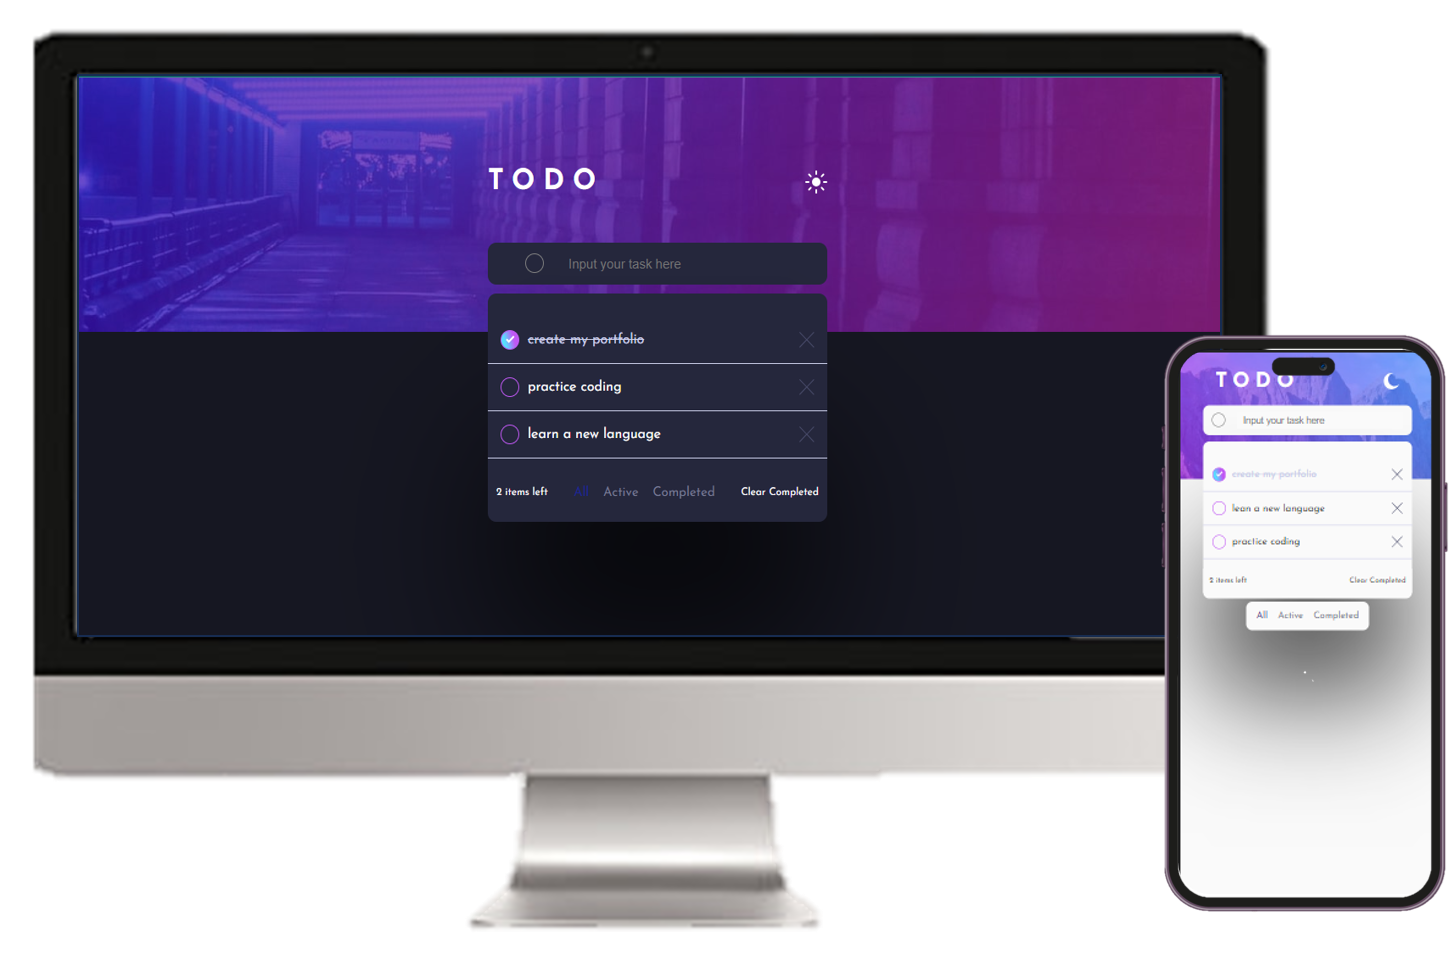 TODO
Input your task here
create my portfolio
practice coding
learn a new language
2 items left All Active Completed Clear Completed
TODO
Input your task here
create my portfolio
lean a new language
practice coding
2 items left Clear Completed
All Active Completed